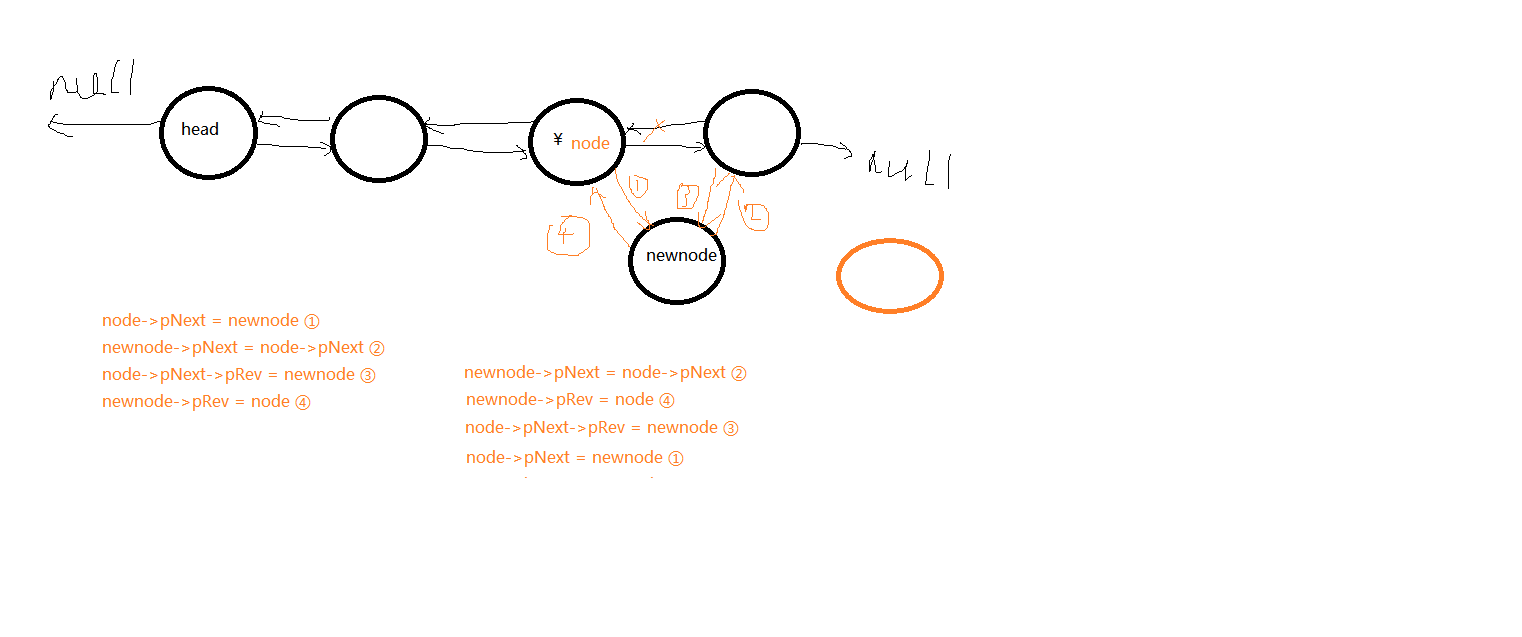 null
head
¥ node
null
①
3
2
4
newnode
node->pNext = newnode ①
newnode->pNext = node->pNext ②
node->pNext->pRev = newnode ③
newnode->pRev = node ④
newnode->pNext = node->pNext ②
newnode->pRev = node ④
node->pNext->pRev = newnode ③
node->pNext = newnode ①